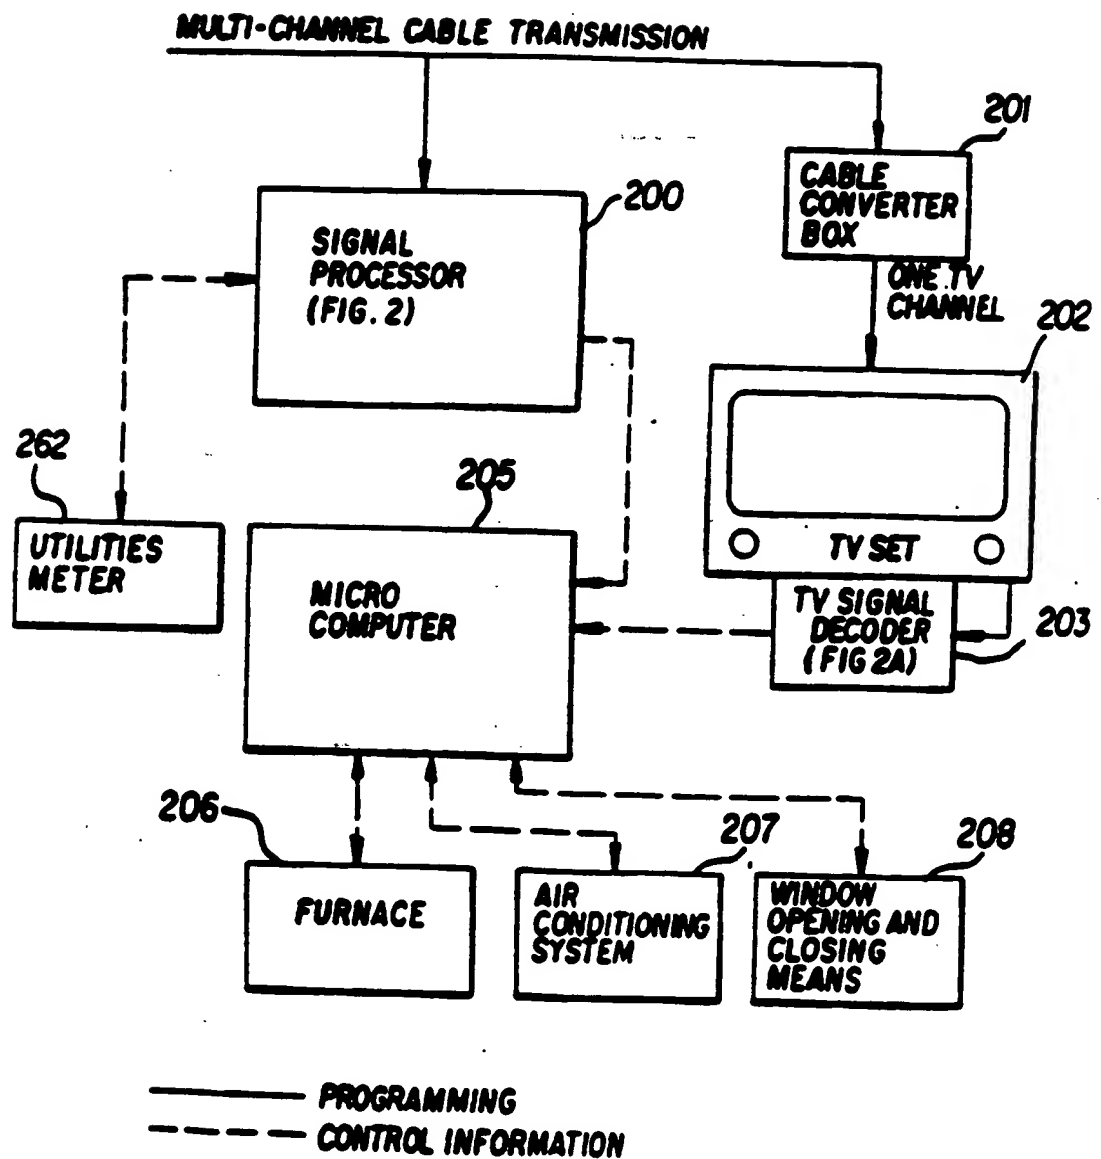 MULTI-CHANNEL CABLE TRANSMISSION
201
CABLE
CONVERTER
BOX
200
SIGNAL
PROCESSOR
(FIG. 2)
ONE TV
CHANNEL
202
262
205
UTILITIES
METER
TV SET
MICRO
COMPUTER
TV SIGNAL
DECODER
(FIG 2A)
203
206
207
208
FURNACE
AIR
CONDITIONING
SYSTEM
WINDOW
OPENING AND
CLOSING
MEANS
PROGRAMMING
CONTROL INFORMATION